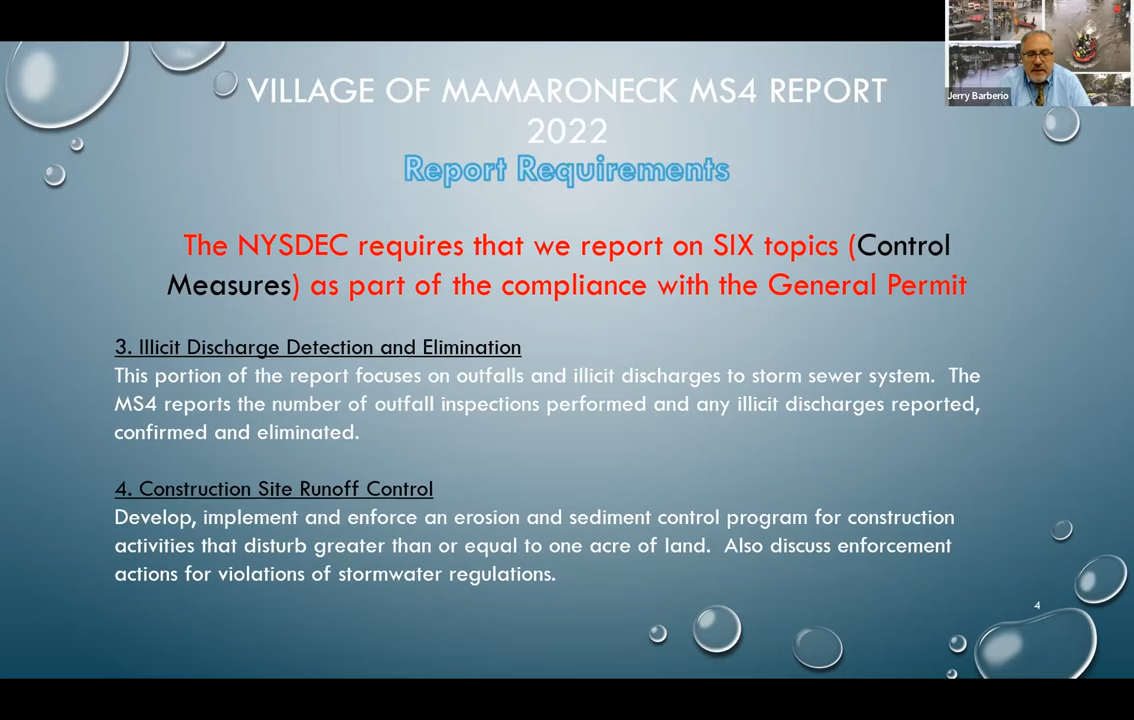 VILLAGE OF MAMARONECK MS4 REPORT
2022
Report Requirements
Jerry Barberio
The NYSDEC requires that we report on SIX topics (Control
Measures) as part of the compliance with the General Permit
3. Illicit Discharge Detection and Elimination
This portion of the report focuses on outfalls and illicit discharges to storm sewer system.  The
MS4 reports the number of outfall inspections performed and any illicit discharges reported,
confirmed and eliminated.
4. Construction Site Runoff Control
Develop, implement and enforce an erosion and sediment control program for construction
activities that disturb greater than or equal to one acre of land.  Also discuss enforcement
actions for violations of stormwater regulations.
4